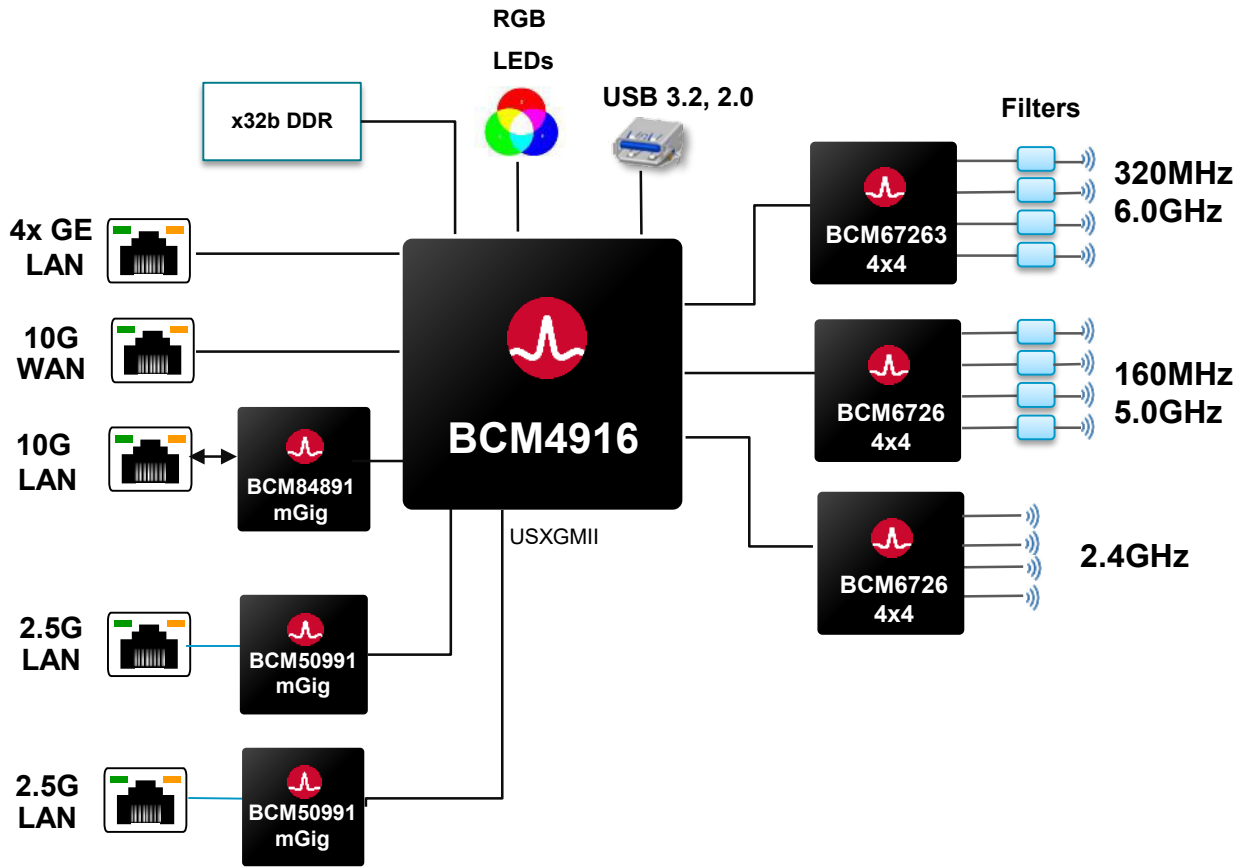 RGB
LEDs
USB 3.2, 2.0
x32b DDR
Filters
4x GE
LAN
10G
WAN
10G
LAN
BCM84891
mGig
BCM4916
USXGMII
2.5G
LAN
BCM50991
mGig
2.5G
LAN
BCM50991
mGig
BCM67263
4x4
320MHz
6.0GHz
BCM6726
4x4
160MHz
5.0GHz
BCM6726
4x4
2.4GHz